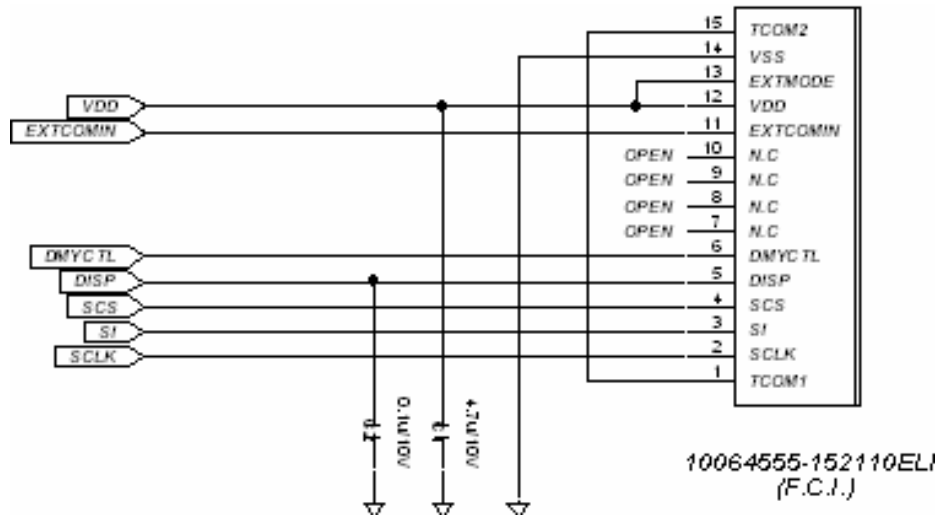 15 TCOM2
14 VSS
13 EXTMODE
VDD 12 VDD
EXTCOMIN 11 EXTCOMIN
OPEN 10 N.C
OPEN 9 N.C
OPEN 8 N.C
OPEN 7 N.C
DMYCTL 6 DMYCTL
DISP 5 DISP
SCS 4 SCS
SI 3 SI
SCLK 2 SCLK
1 TCOM1
0.1u/10V
4.7u/10V
(F.C.I.)